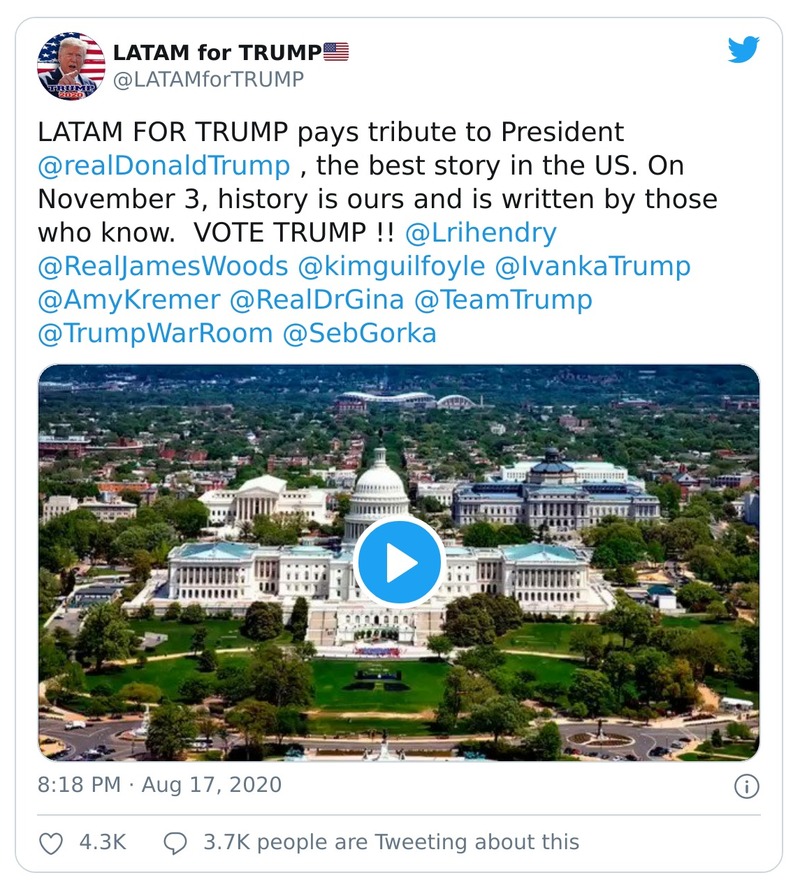 LATAM for TRUMP🇺🇸
@LATAMforTRUMP
LATAM FOR TRUMP pays tribute to President
@realDonaldTrump , the best story in the US. On
November 3, history is ours and is written by those
who know.  VOTE TRUMP !! @Lrihendry
@RealJamesWoods @kimguilfoyle @IvankaTrump
@AmyKremer @RealDrGina @TeamTrump
@TrumpWarRoom @SebGorka
8:18 PM · Aug 17, 2020
4.3K 3.7K people are Tweeting about this
TRUMP
2020